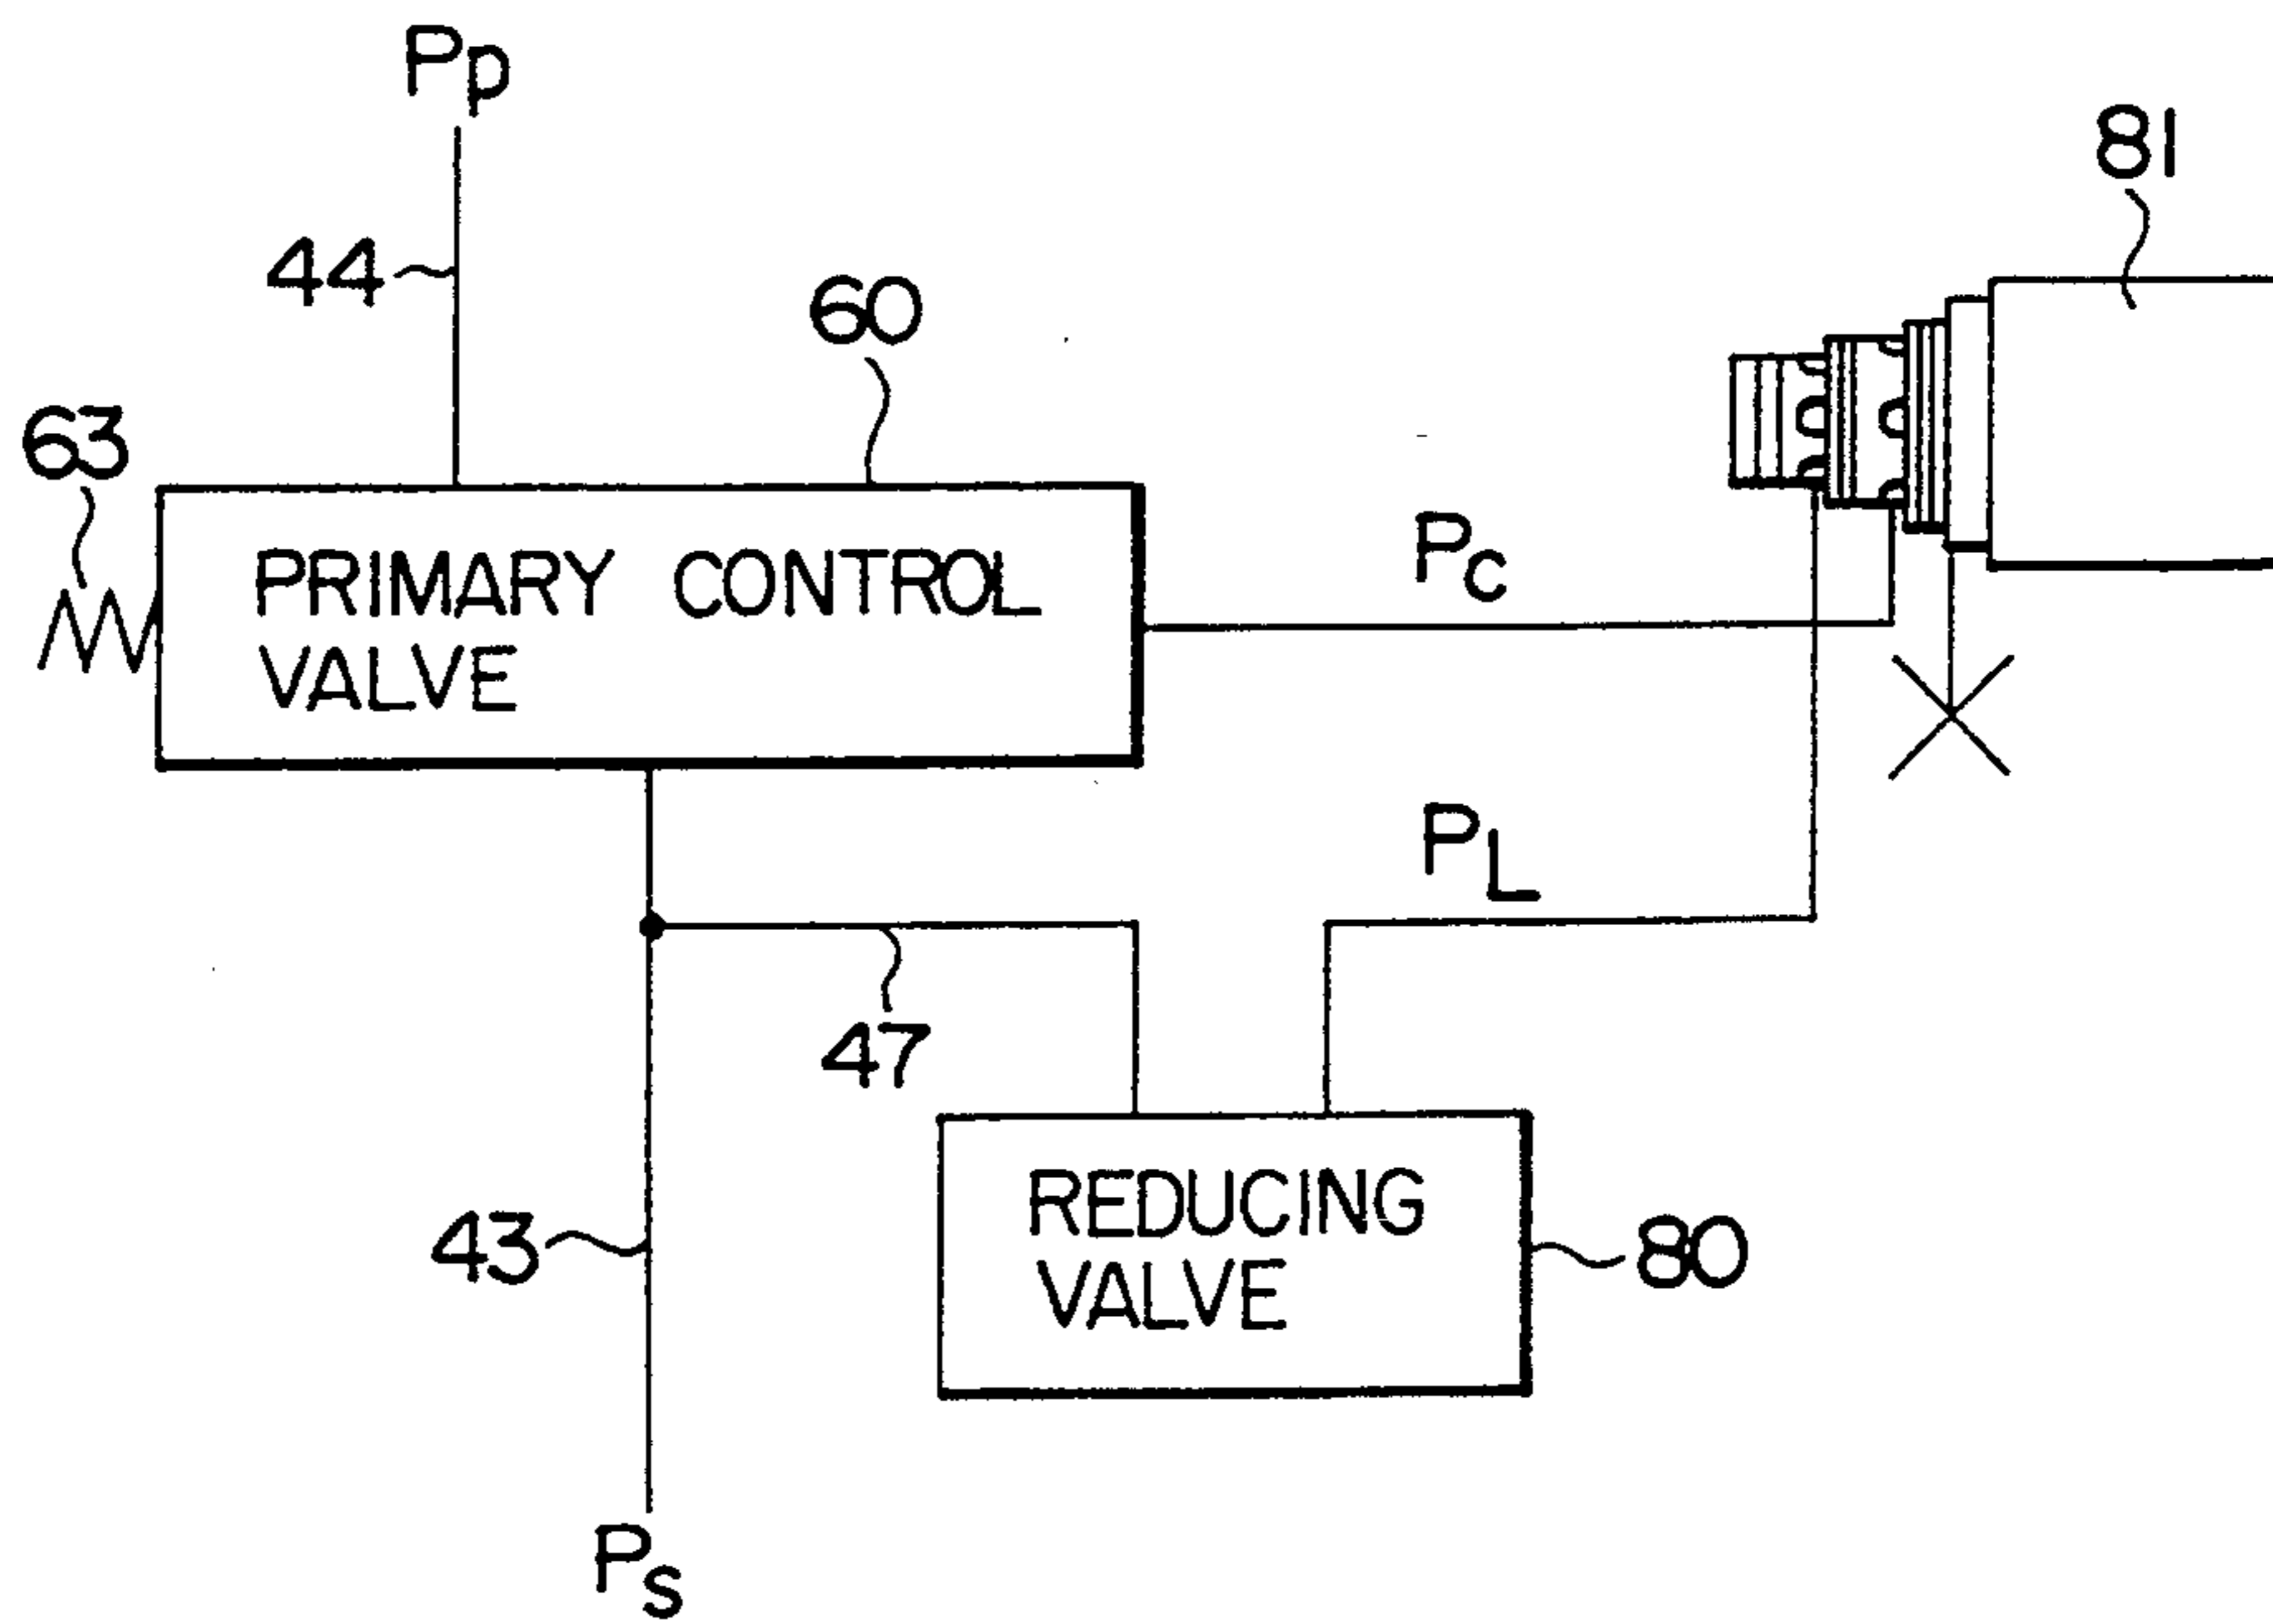 Pp
81
44
60
63
PRIMARY CONTROL
VALVE
Pc
PL
47
43
REDUCING
VALVE
80
Ps